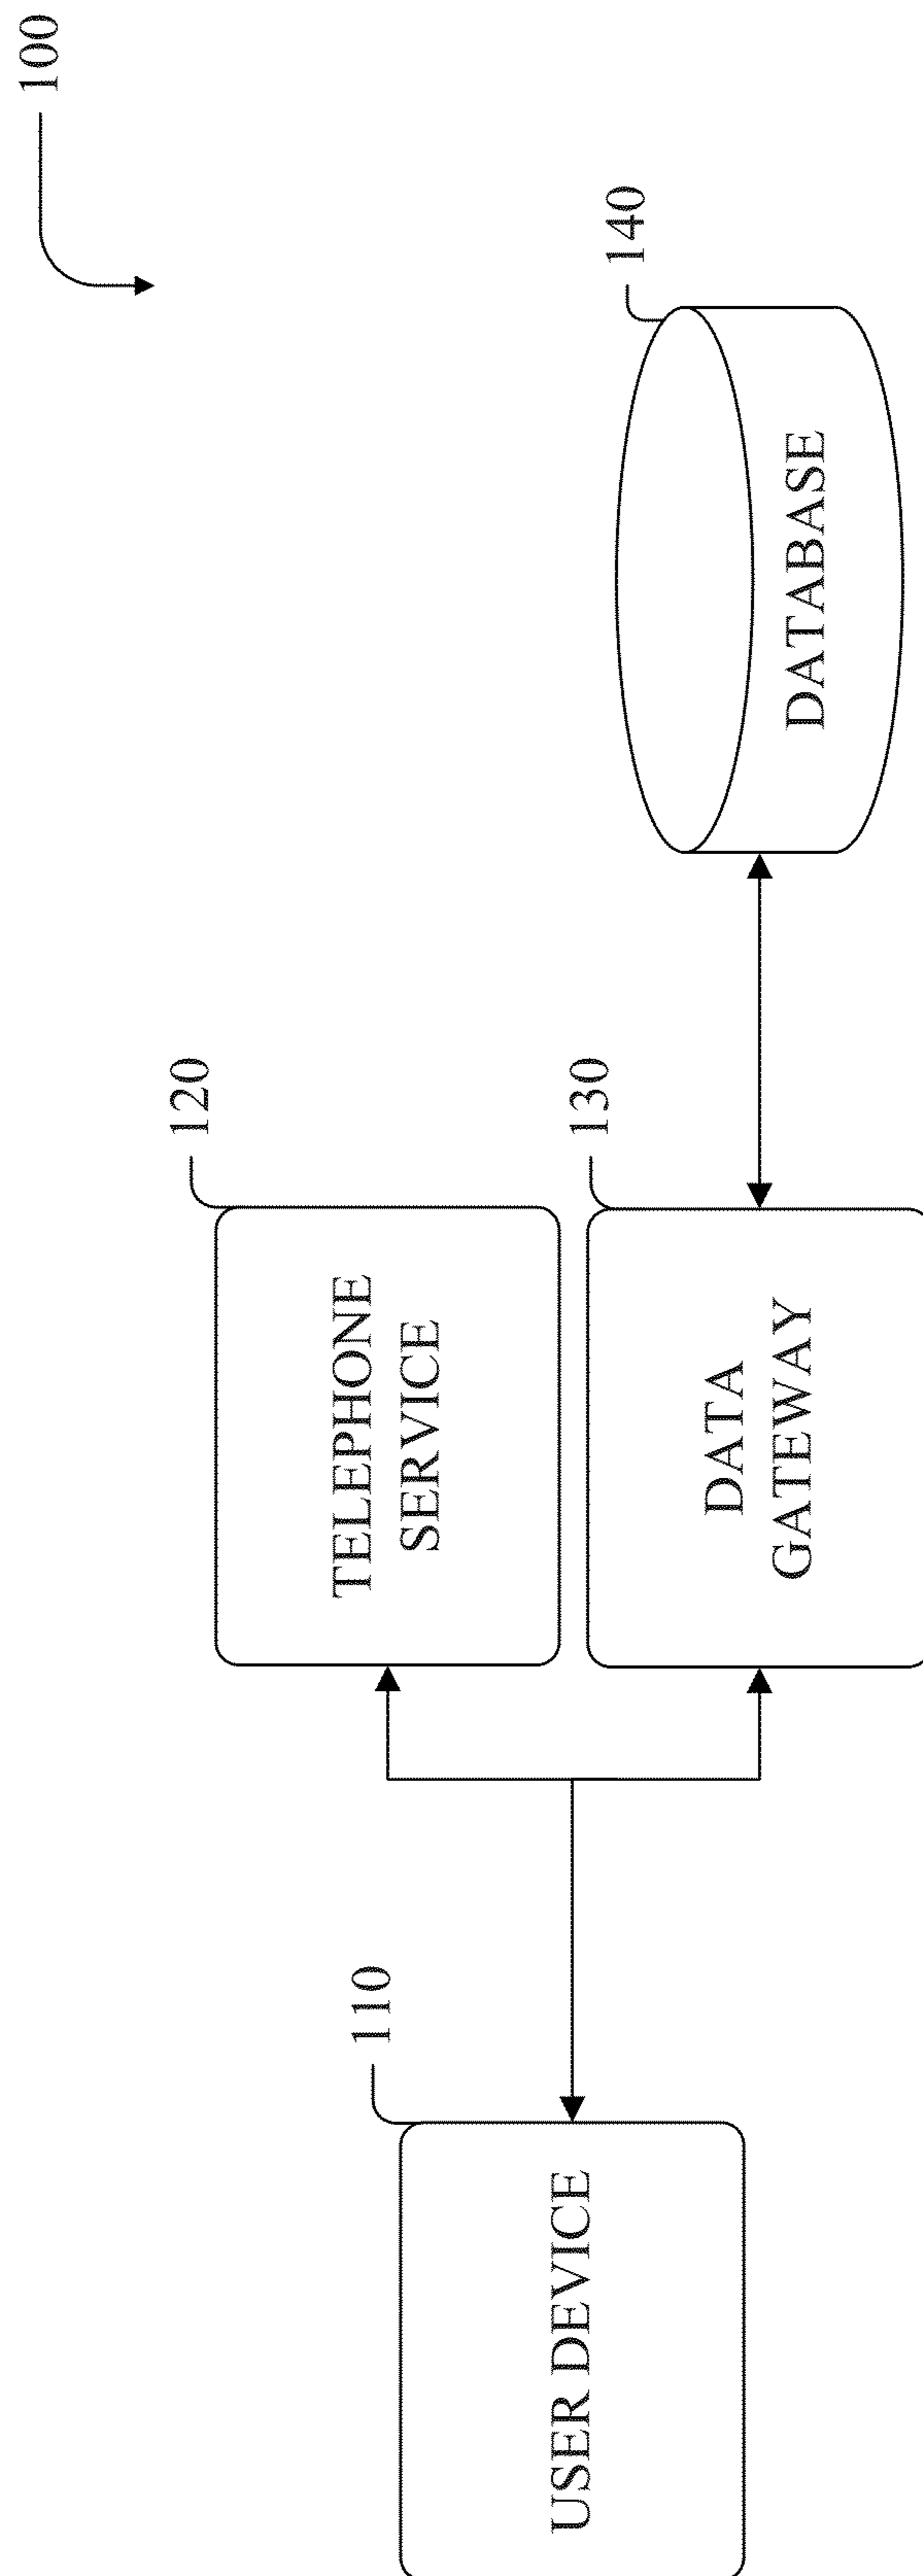 100
110
USER DEVICE
120
TELEPHONE
SERVICE
130
DATA
GATEWAY
140
DATABASE